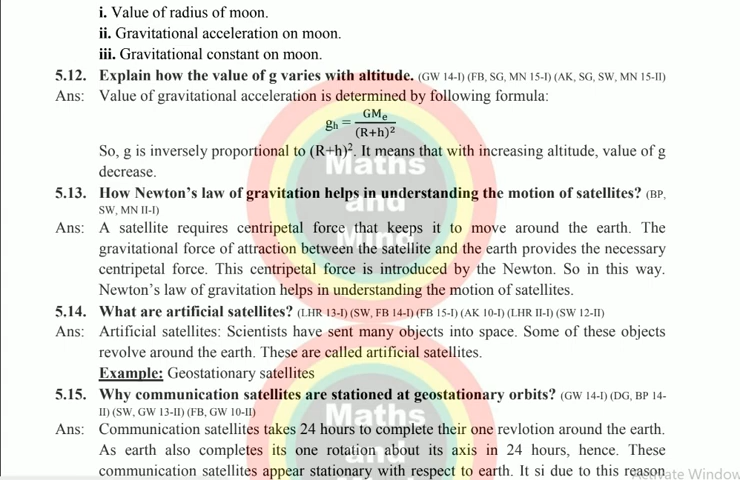 i. Value of radius of moon.
ii. Gravitational acceleration on moon.
iii. Gravitational constant on moon.
5.12. Explain how the value of g varies with altitude. (GW 14-I) (FB, SG, MN 15-I) (AK, SG, SW, MN 15-II)
Ans: Value of gravitational acceleration is determined by following formula:
gh = GMe / (R+h)²
So, g is inversely proportional to (R+h)². It means that with increasing altitude, value of g
decrease.
5.13. How Newton's law of gravitation helps in understanding the motion of satellites? (BP,
SW, MN II-I)
Ans: A satellite requires centripetal force that keeps it to move around the earth. The
gravitational force of attraction between the satellite and the earth provides the necessary
centripetal force. This centripetal force is introduced by the Newton. So in this way.
Newton's law of gravitation helps in understanding the motion of satellites.
5.14. What are artificial satellites? (LHR 13-I) (SW, FB 14-I) (FB 15-I) (AK 10-I) (LHR II-I) (SW 12-II)
Ans: Artificial satellites: Scientists have sent many objects into space. Some of these objects
revolve around the earth. These are called artificial satellites.
Example: Geostationary satellites
5.15. Why communication satellites are stationed at geostationary orbits? (GW 14-I) (DG, BP 14-
II) (SW, GW 13-II) (FB, GW 10-II)
Ans: Communication satellites takes 24 hours to complete their one revlotion around the earth.
As earth also completes its one rotation about its axis in 24 hours, hence. These
communication satellites appear stationary with respect to earth. It si due to this reason
Maths
and
Mind
Maths
and